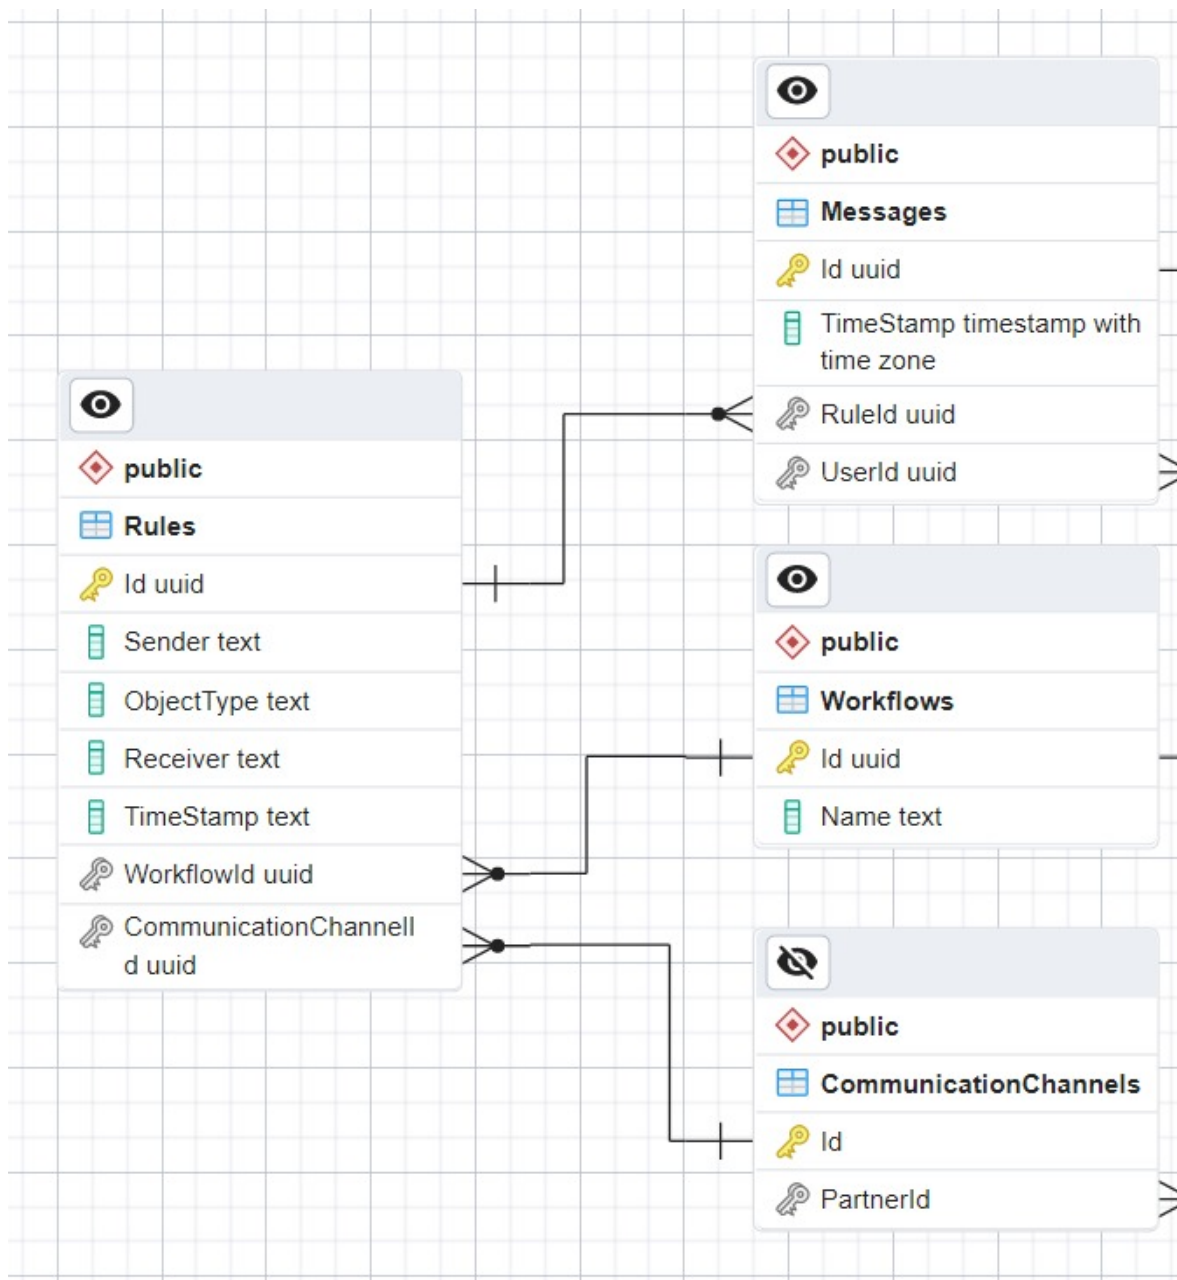 public
Messages
Id uuid
TimeStamp timestamp with
time zone
RuleId uuid
UserId uuid
public
Rules
Id uuid
Sender text
ObjectType text
Receiver text
TimeStamp text
WorkflowId uuid
CommunicationChannelI
d uuid
public
Workflows
Id uuid
Name text
public
CommunicationChannels
Id
PartnerId